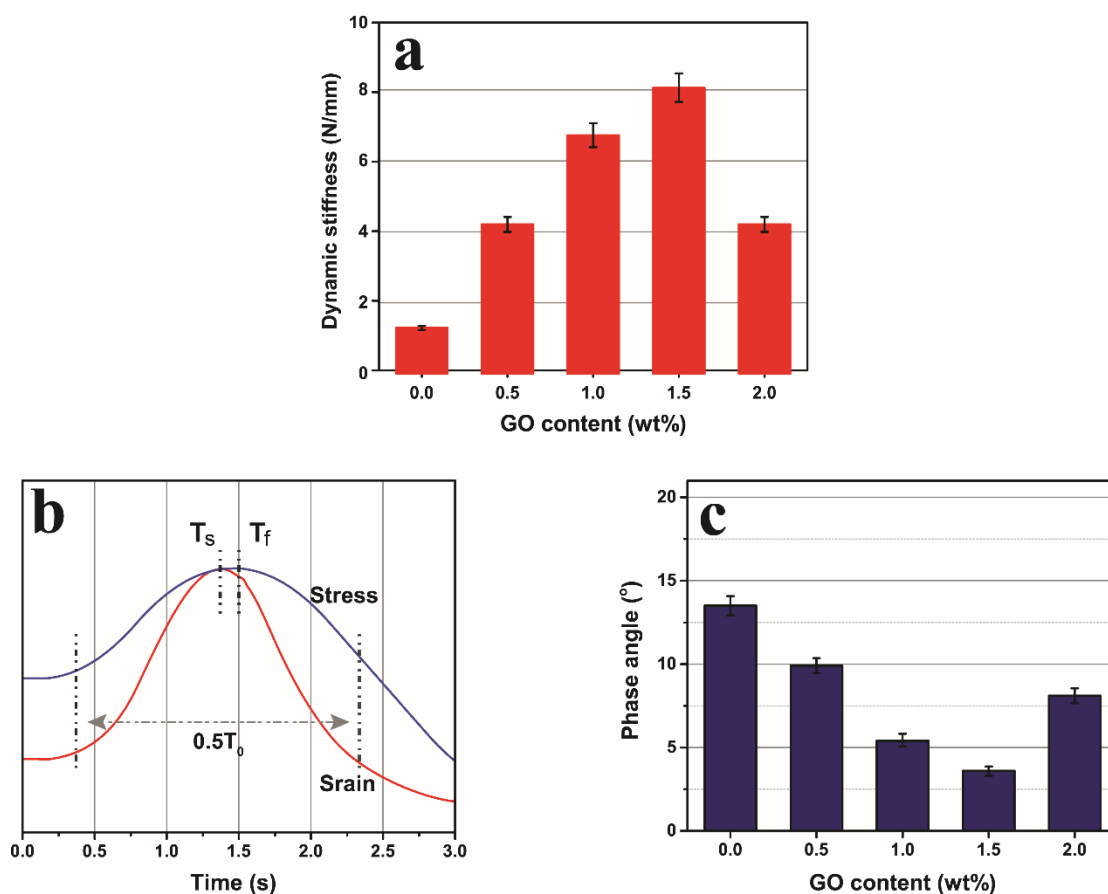 a
Dynamic stiffness (N/mm)
10
8
6
4
2
0
0.0 0.5 1.0 1.5 2.0
GO content (wt%)
b
Ts Tf
Stress
0.5T0
Srain
0.0 0.5 1.0 1.5 2.0 2.5 3.0
Time (s)
c
Phase angle (°)
20
15
10
5
0
0.0 0.5 1.0 1.5 2.0
GO content (wt%)